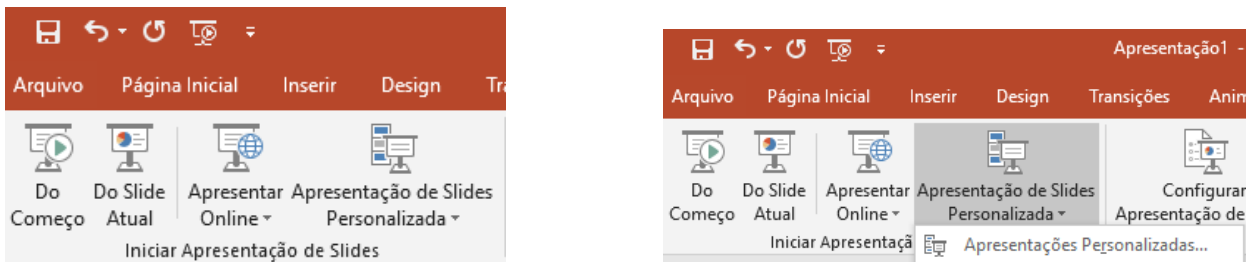 Arquivo Página Inicial Inserir Design
Do Começo
Do Slide Atual
Apresentar Online
Apresentação de Slides Personalizada
Iniciar Apresentação de Slides
Apresentação1 -
Arquivo Página Inicial Inserir Design Transições Anim
Do Começo
Do Slide Atual
Apresentar Online
Apresentação de Slides Personalizada
Configurar
Apresentação de
Iniciar Apresentaçã
Apresentações Personalizadas...